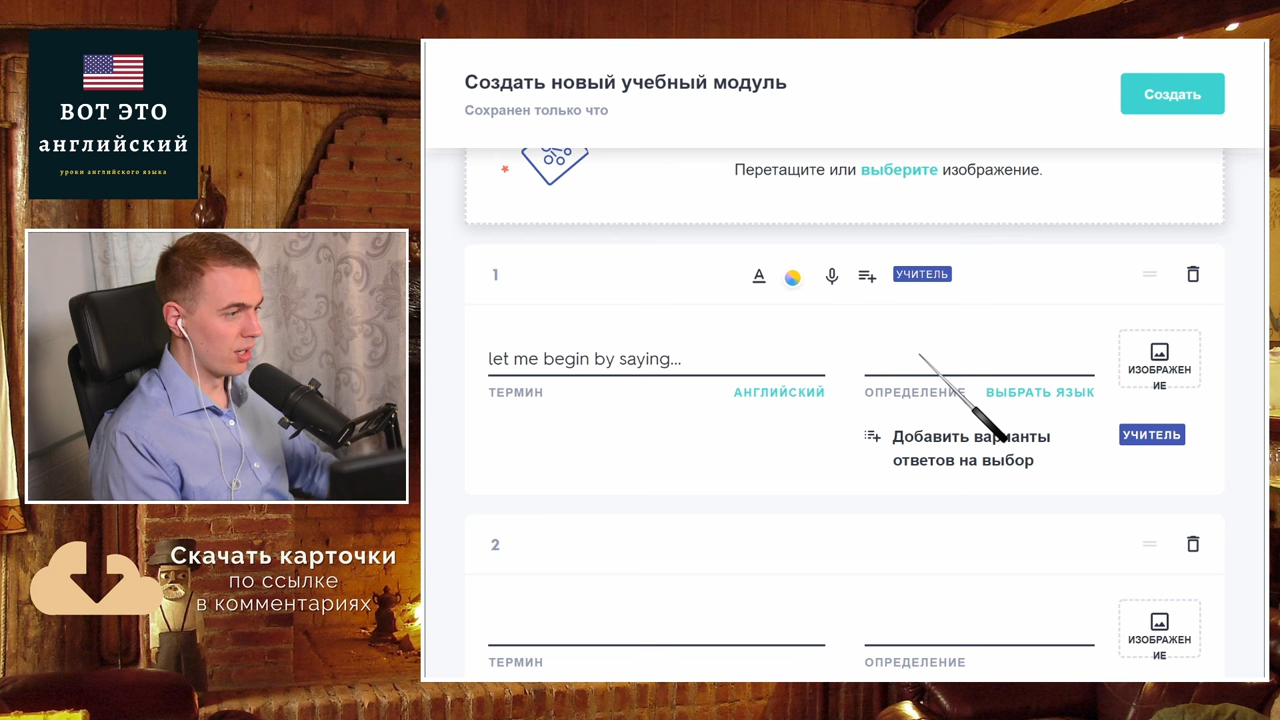 ВОТ ЭТО
английский
уроки английского языка
Скачать карточки
по ссылке
в комментариях
Создать новый учебный модуль
Сохранен только что
Создать
Перетащите или выберите изображение.
1
УЧИТЕЛЬ
let me begin by saying...
ТЕРМИН
АНГЛИЙСКИЙ
ОПРЕДЕЛЕНИЕ
ВЫБРАТЬ ЯЗЫК
ИЗОБРАЖЕН
ИЕ
Добавить варианты
ответов на выбор
УЧИТЕЛЬ
2
ИЗОБРАЖЕН
ИЕ
ТЕРМИН
ОПРЕДЕЛЕНИЕ